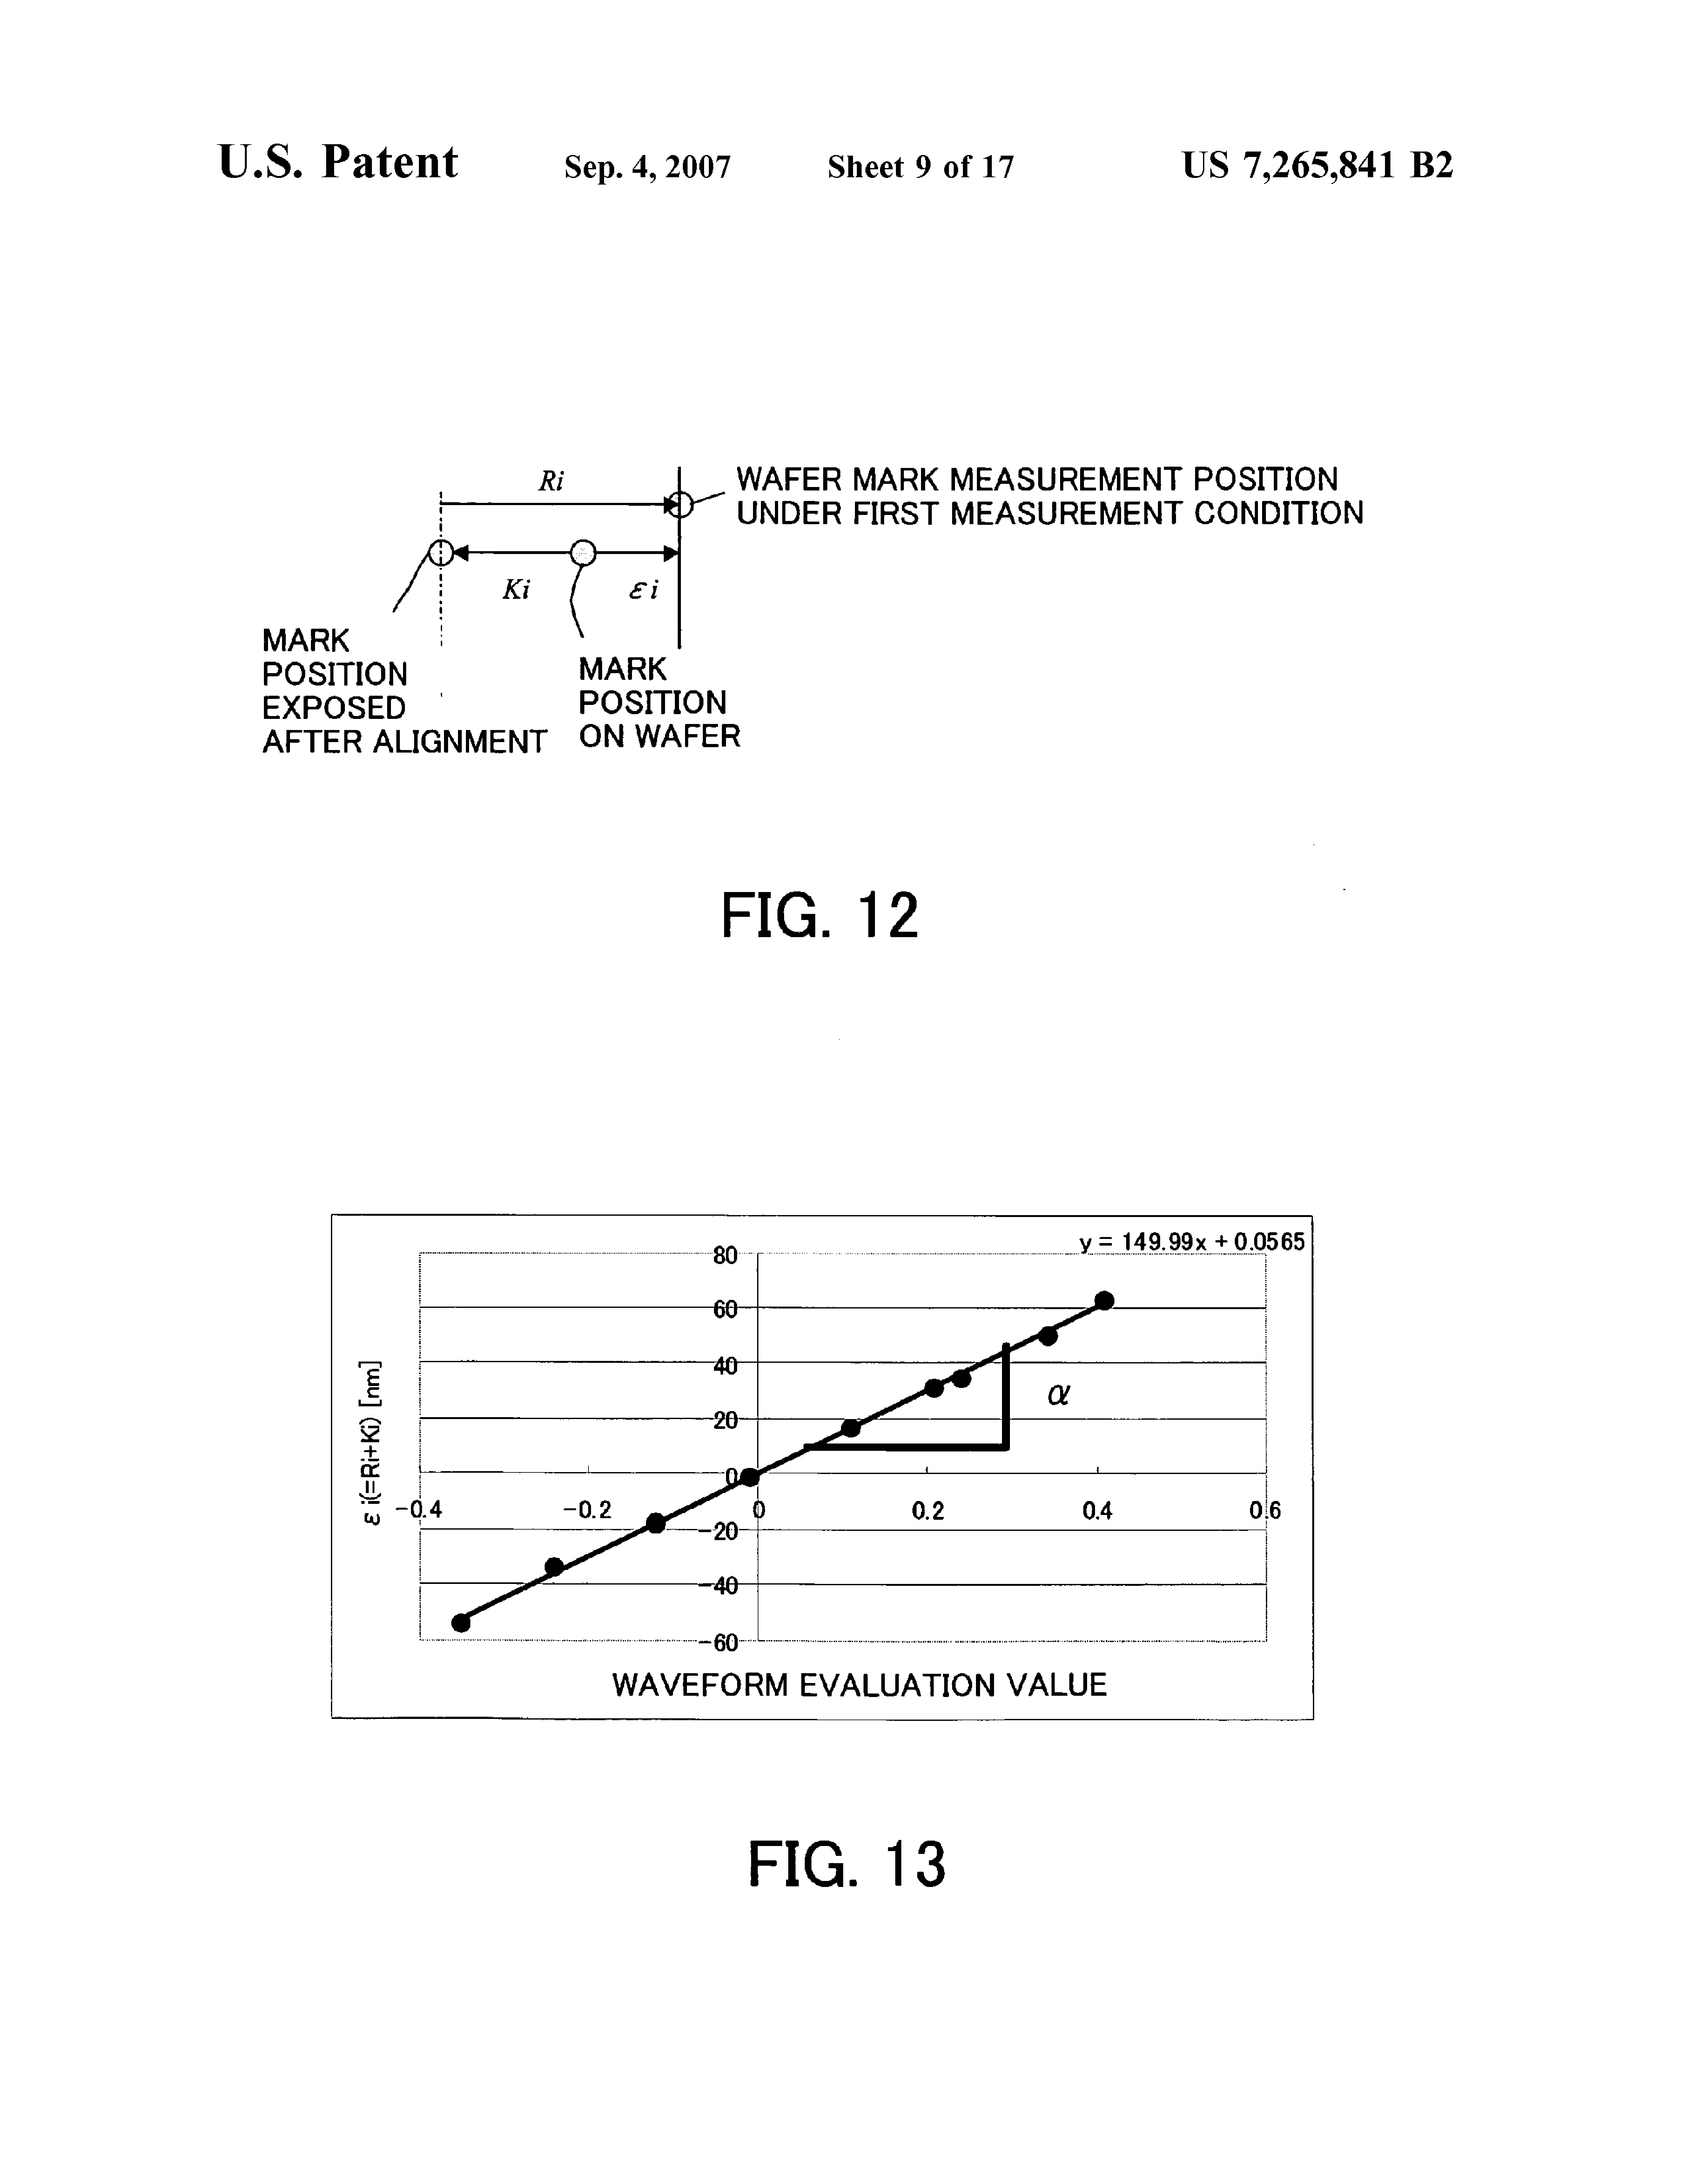 U.S. Patent Sep. 4, 2007 Sheet 9 of 17 US 7,265,841 B2
Ri
WAFER MARK MEASUREMENT POSITION
UNDER FIRST MEASUREMENT CONDITION
Ki
εi
MARK
POSITION
EXPOSED
AFTER ALIGNMENT
MARK
POSITION
ON WAFER
FIG. 12
y = 149.99x + 0.0565
80
60
40
20
0
-20
-40
-60
-0.4
-0.2
0
0.2
0.4
0.6
α
ε i(=Ri+Ki) [nm]
WAVEFORM EVALUATION VALUE
FIG. 13